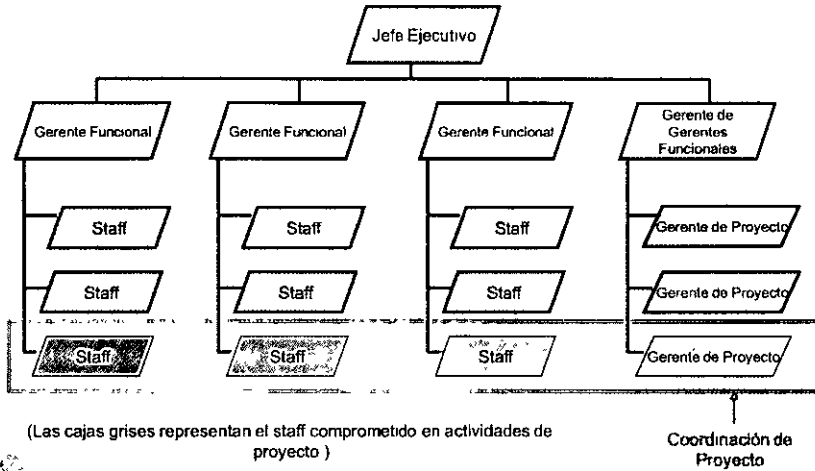 Jefe Ejecutivo
Gerente Funcional
Gerente Funcional
Gerente Funcional
Gerente de
Gerentes
Funcionales
Staff
Staff
Staff
Gerente de Proyecto
Staff
Staff
Staff
Gerente de Proyecto
Staff
Staff
Staff
Gerente de Proyecto
(Las cajas grises representan el staff comprometido en actividades de
proyecto )
Coordinación de
Proyecto